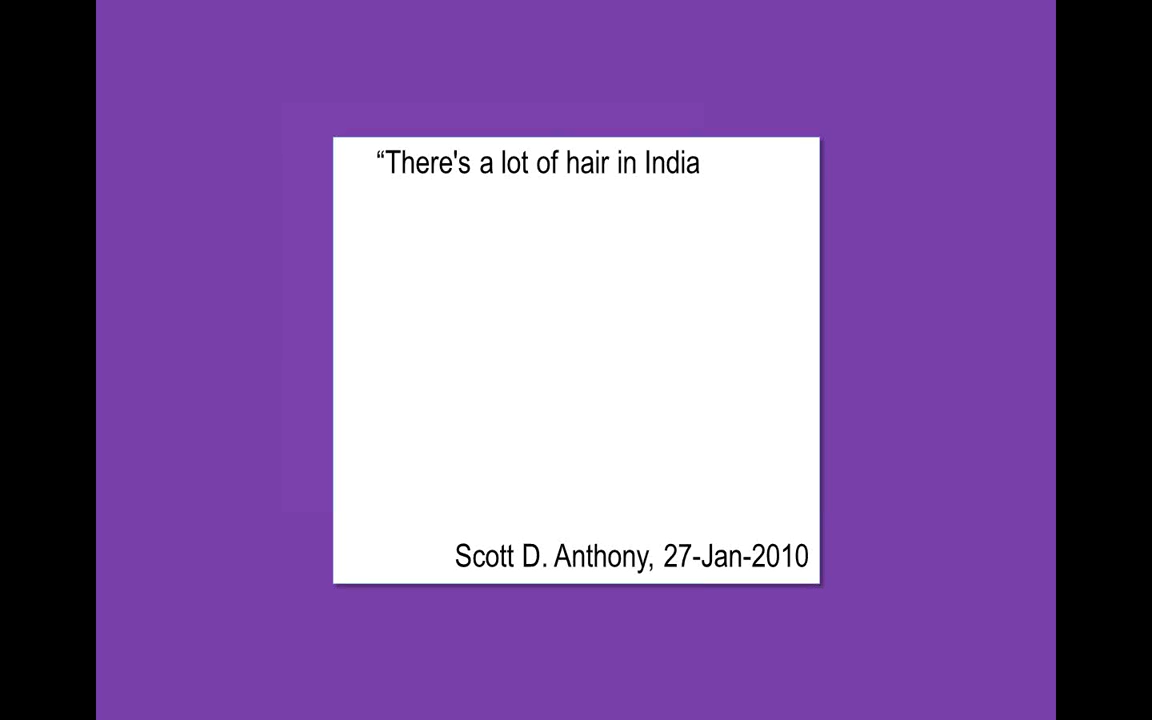 “There's a lot of hair in India
Scott D. Anthony, 27-Jan-2010